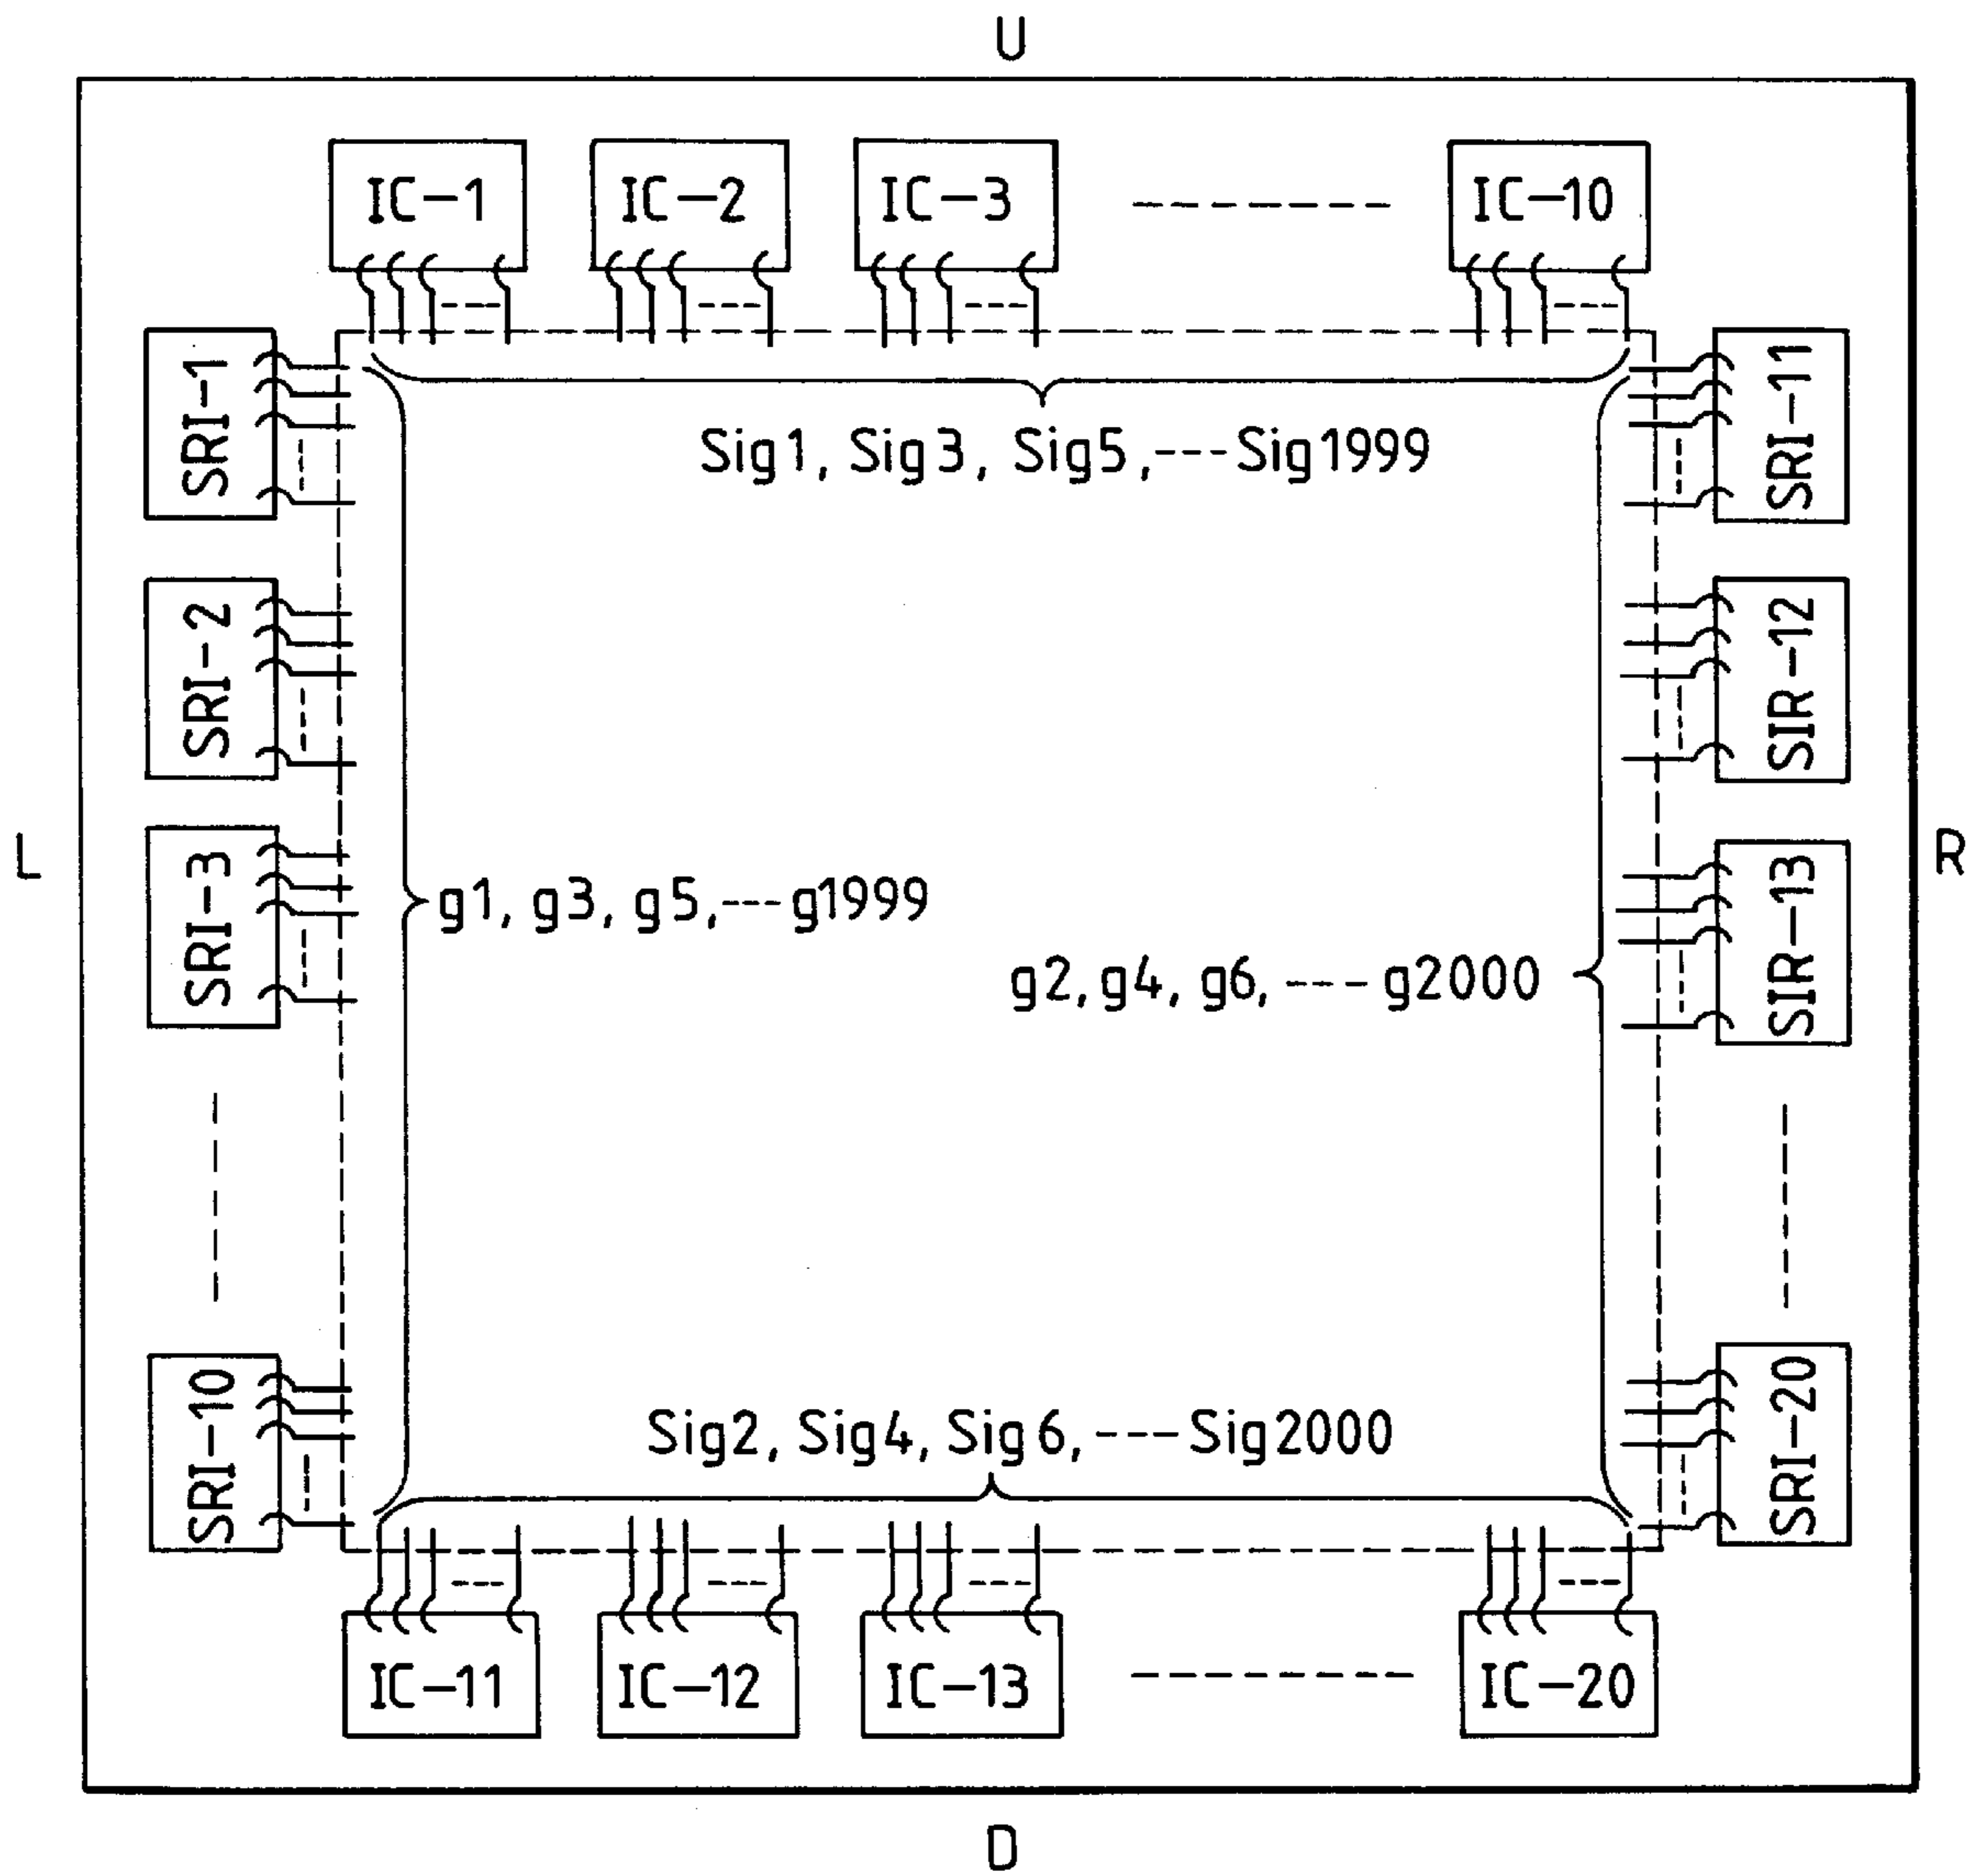 U
IC-1
IC-2
IC-3
IC-10
SRI-1
SRI-11
Sig1, Sig3, Sig5,---Sig1999
SRI-2
SIR-12
L
R
SRI-3
SIR-13
g1, g3, g5,---g1999
g2, g4, g6, ---- g2000
SRI-10
SRI-20
Sig2, Sig4, Sig6, ---Sig2000
IC-11
IC-12
IC-13
IC-20
D